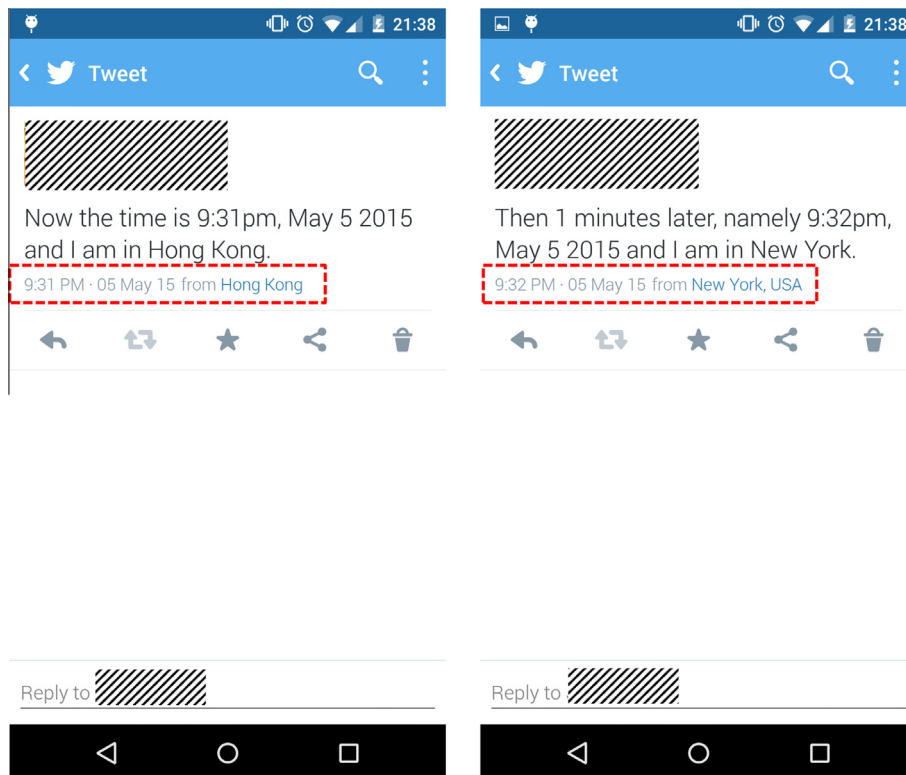 21:38
Tweet
Now the time is 9:31pm, May 5 2015
and I am in Hong Kong.
9:31 PM · 05 May 15 from Hong Kong
Reply to
21:38
Tweet
Then 1 minutes later, namely 9:32pm,
May 5 2015 and I am in New York.
9:32 PM · 05 May 15 from New York, USA
Reply to